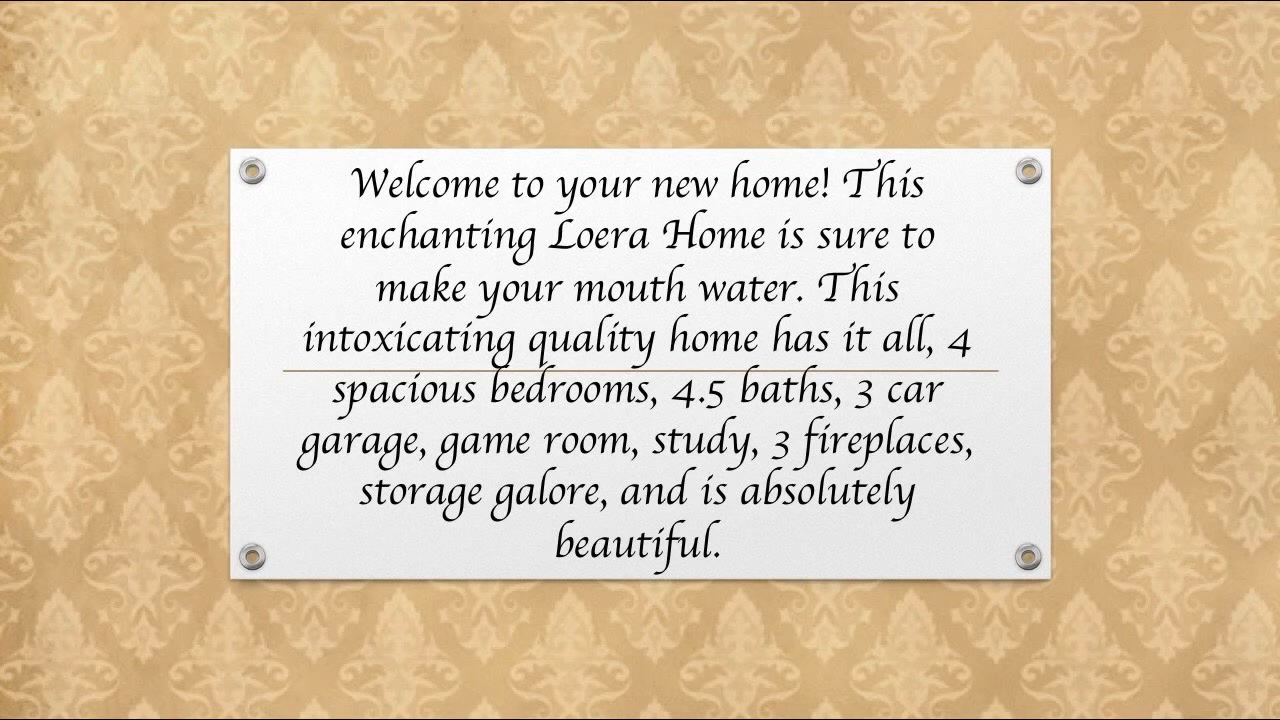 Welcome to your new home! This
enchanting Loera Home is sure to
make your mouth water. This
intoxicating quality home has it all, 4
spacious bedrooms, 4.5 baths, 3 car
garage, game room, study, 3 fireplaces,
storage galore, and is absolutely
beautiful.